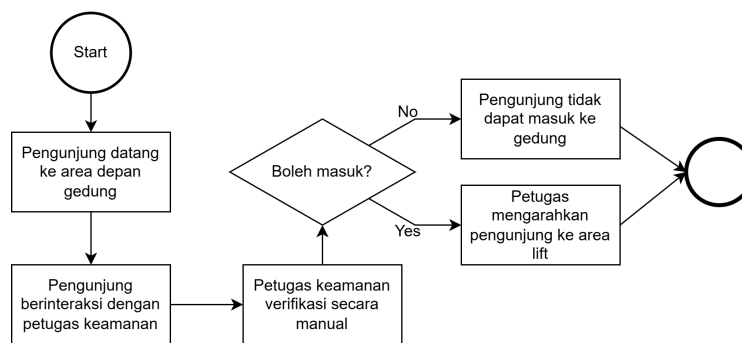 Start
Pengunjung datang
ke area depan
gedung
Pengunjung
berinteraksi dengan
petugas keamanan
Petugas keamanan
verifikasi secara
manual
Boleh masuk?
No
Pengunjung tidak
dapat masuk ke
gedung
Yes
Petugas
mengarahkan
pengunjung ke area
lift